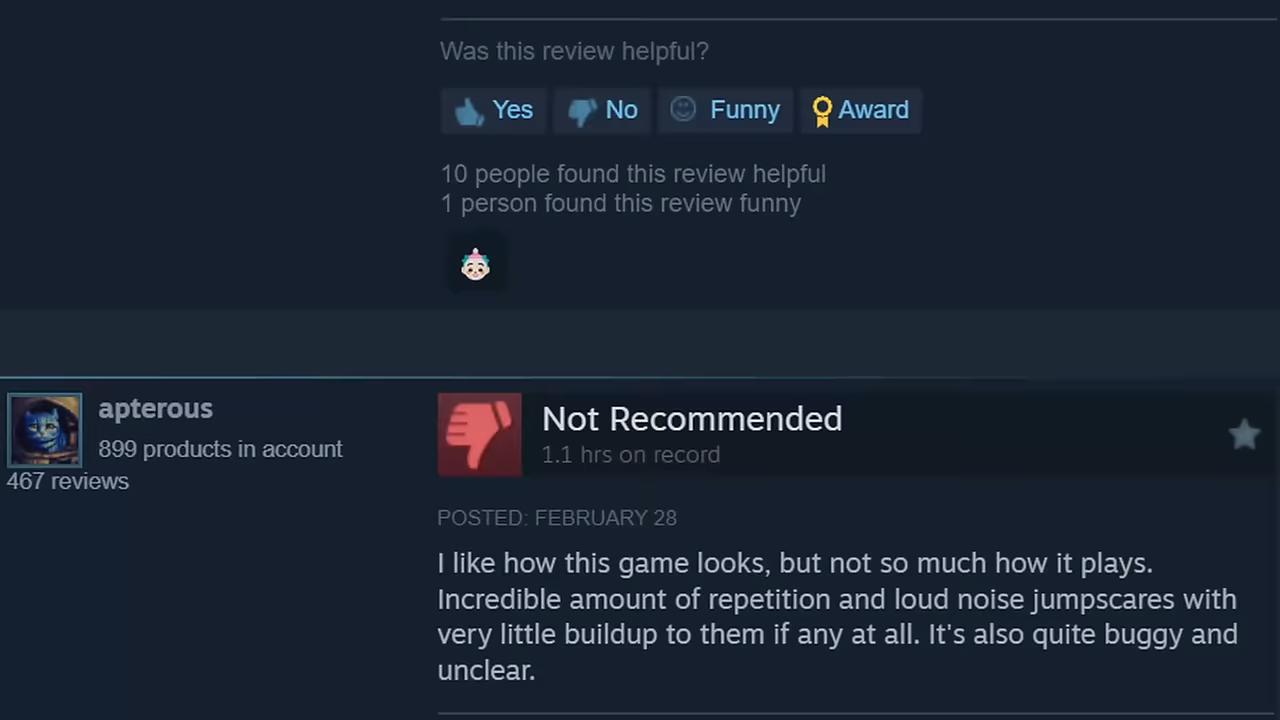 Was this review helpful?
Yes No Funny Award
10 people found this review helpful
1 person found this review funny
apterous
899 products in account
467 reviews
Not Recommended
1.1 hrs on record
POSTED: FEBRUARY 28
I like how this game looks, but not so much how it plays.
Incredible amount of repetition and loud noise jumpscares with
very little buildup to them if any at all. It's also quite buggy and
unclear.